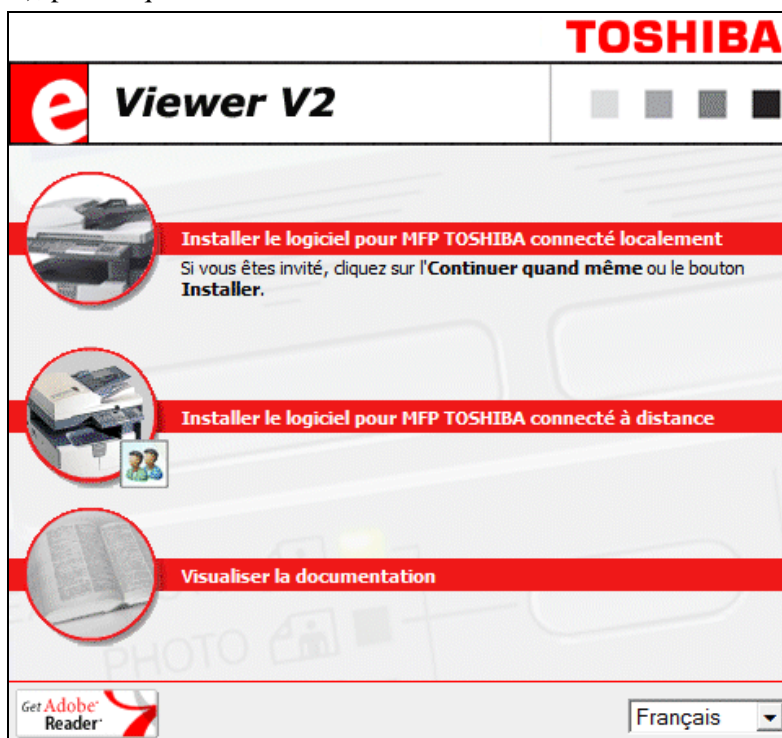 TOSHIBA
e Viewer V2
Installer le logiciel pour MFP TOSHIBA connecté localement
Si vous êtes invité, cliquez sur l'Continuer quand même ou le bouton
Installer.
Installer le logiciel pour MFP TOSHIBA connecté à distance
Visualiser la documentation
PHOTO
Get Adobe
Reader
Français